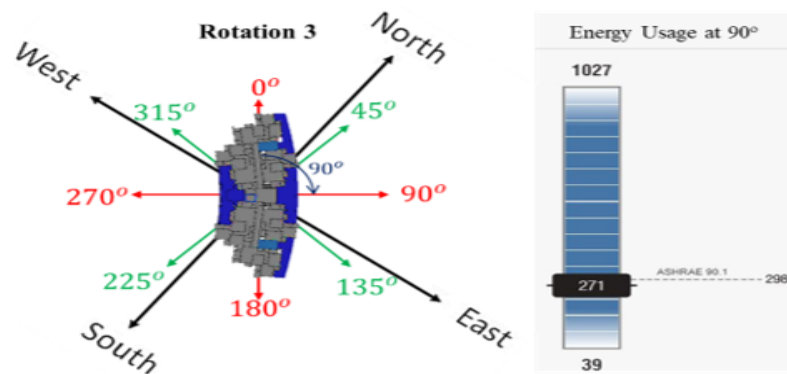 Rotation 3
North
West
0°
315°
45°
90°
270°
90°
225°
135°
180°
South
East
Energy Usage at 90°
1027
ASHRAE 90.1
298
271
39